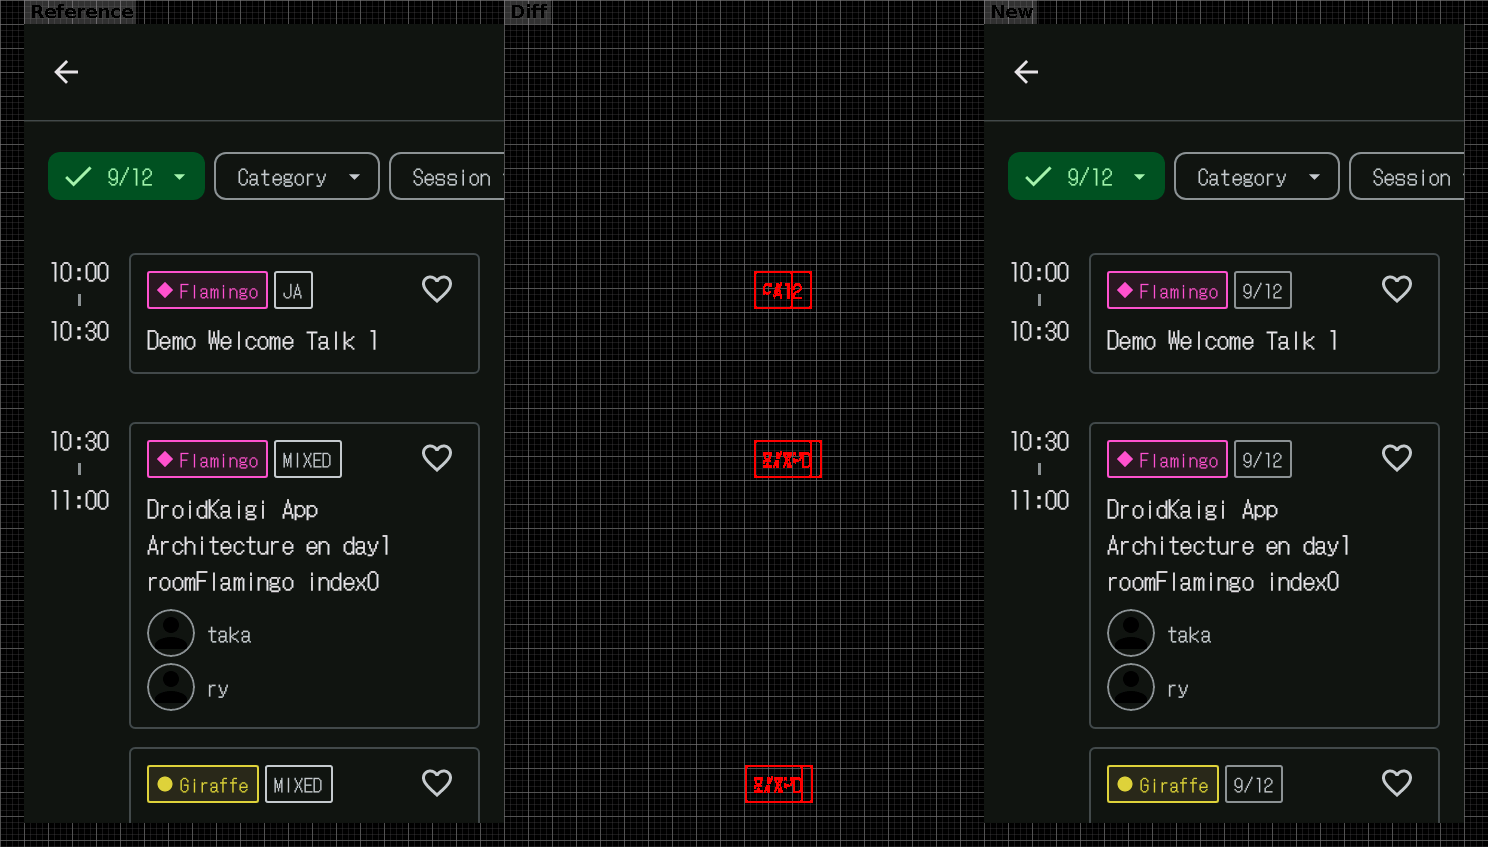 Reference
Diff
New
9/12
Category
Session
10:00
10:30
Flamingo
JA
Demo Welcome Talk 1
10:30
11:00
Flamingo
MIXED
DroidKaigi App
Architecture en day1
roomFlamingo index0
taka
ry
Giraffe
MIXED
9/12
Category
Session
10:00
10:30
Flamingo
9/12
Demo Welcome Talk 1
10:30
11:00
Flamingo
9/12
DroidKaigi App
Architecture en day1
roomFlamingo index0
taka
ry
Giraffe
9/12